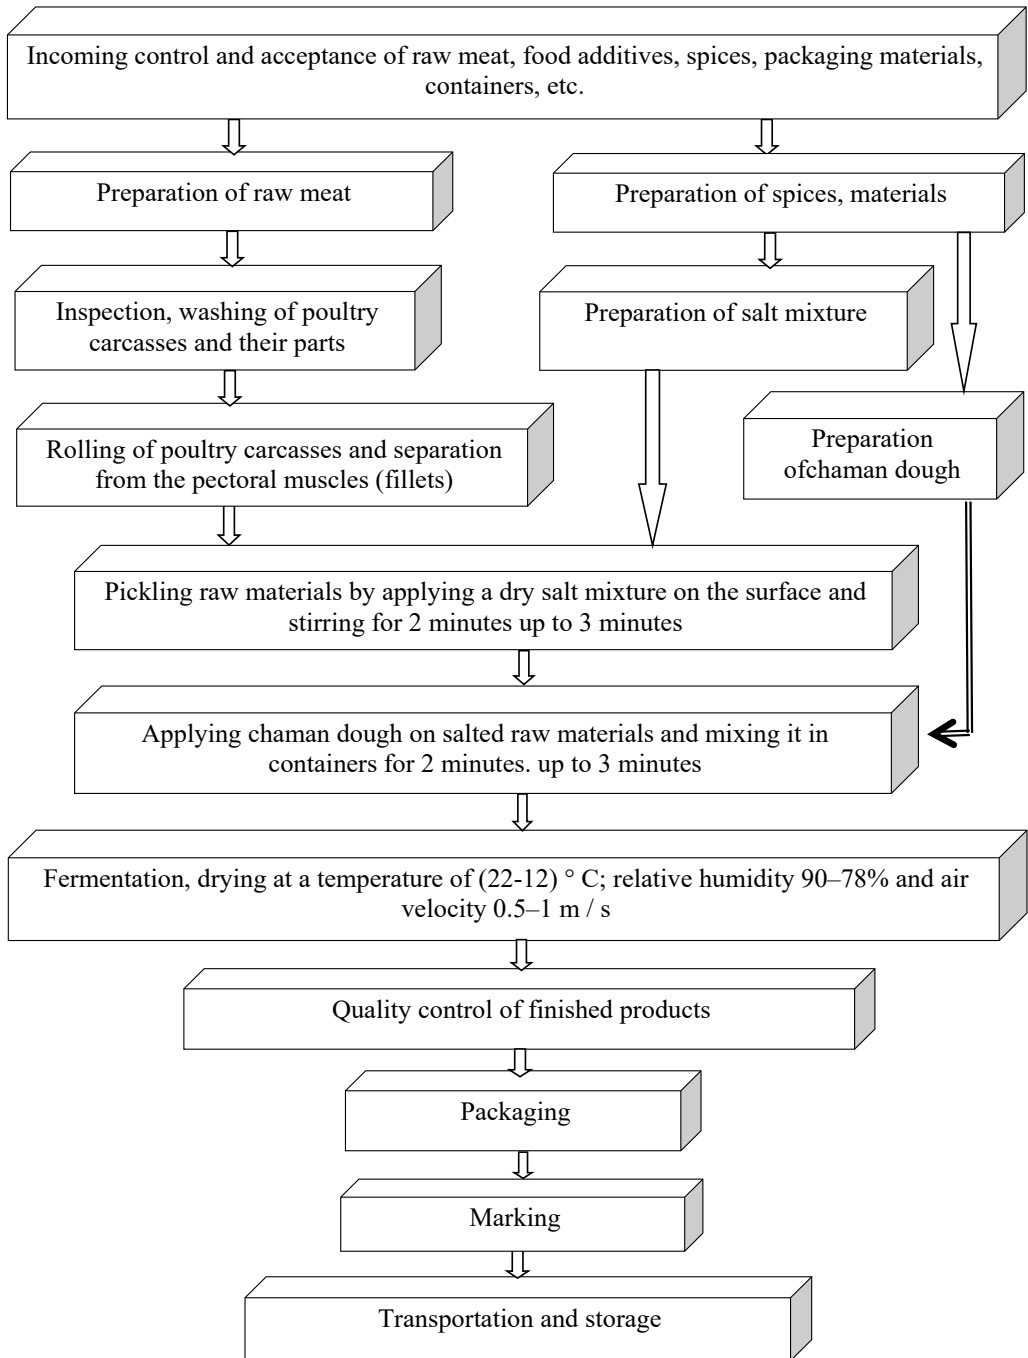 Incoming control and acceptance of raw meat, food additives, spices, packaging materials,
containers, etc.
Preparation of raw meat
Preparation of spices, materials
Inspection, washing of poultry
carcasses and their parts
Preparation of salt mixture
Rolling of poultry carcasses and separation
from the pectoral muscles (fillets)
Preparation
ofchaman dough
Pickling raw materials by applying a dry salt mixture on the surface and
stirring for 2 minutes up to 3 minutes
Applying chaman dough on salted raw materials and mixing it in
containers for 2 minutes. up to 3 minutes
Fermentation, drying at a temperature of (22-12) ° C; relative humidity 90–78% and air
velocity 0.5–1 m / s
Quality control of finished products
Packaging
Marking
Transportation and storage